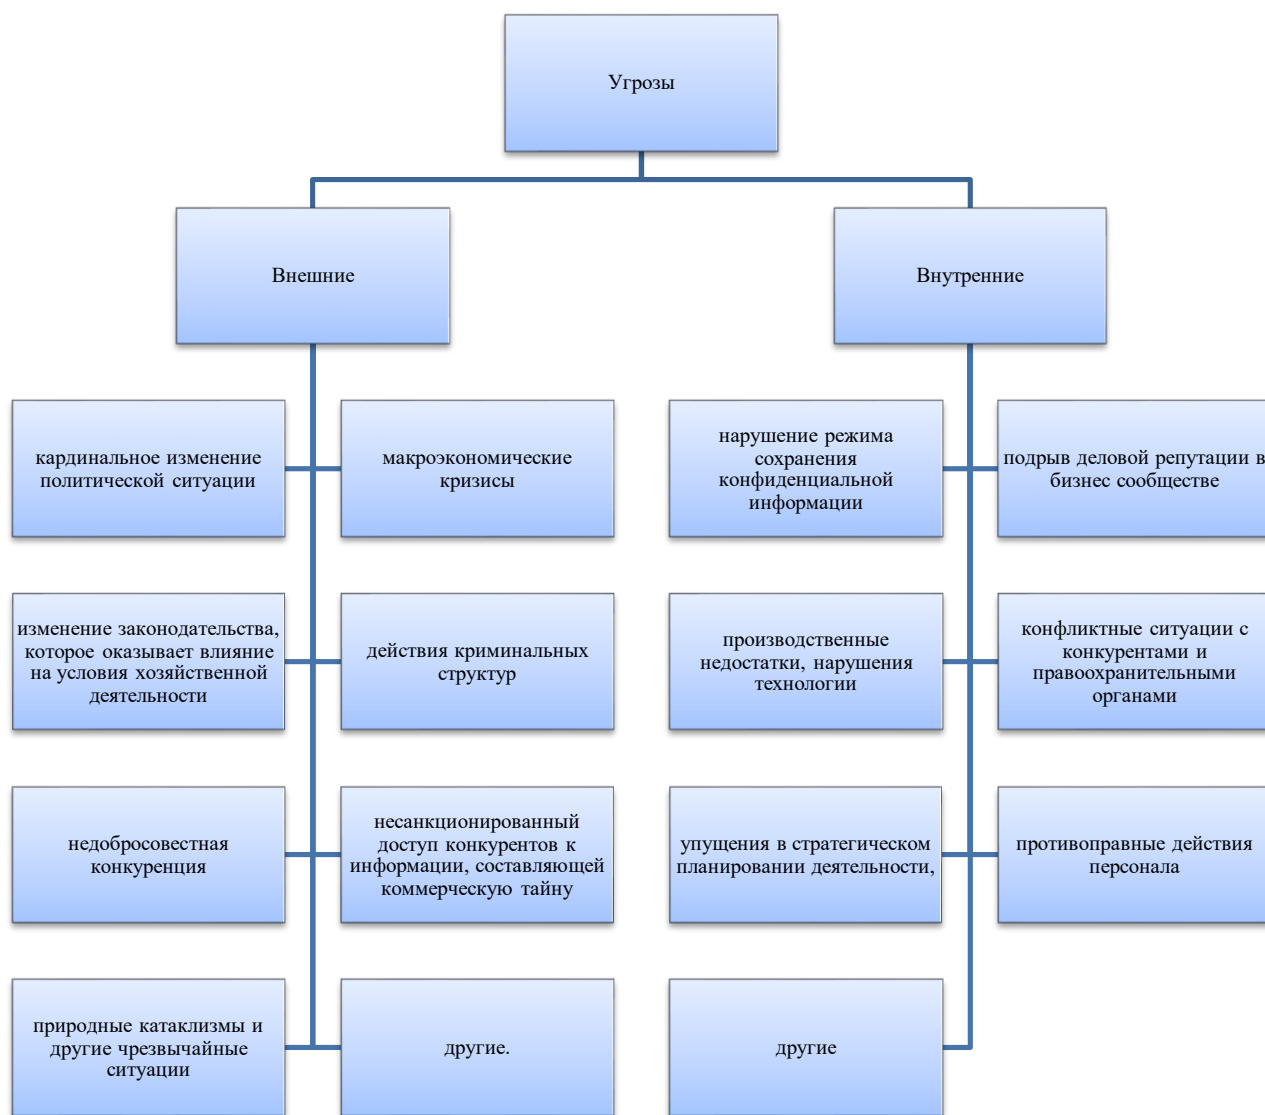 Угрозы
Внешние
Внутренние
кардинальное изменение
политической ситуации
макроэкономические
кризисы
нарушение режима
сохранения
конфиденциальной
информации
подрыв деловой репутации в
бизнес сообществе
изменение законодательства,
которое оказывает влияние
на условия хозяйственной
деятельности
действия криминальных
структур
производственные
недостатки, нарушения
технологии
конфликтные ситуации с
конкурентами и
правоохранительными
органами
недобросовестная
конкуренция
несанкционированный
доступ конкурентов к
информации, составляющей
коммерческую тайну
упущения в стратегическом
планировании деятельности,
противоправные действия
персонала
природные катаклизмы и
другие чрезвычайные
ситуации
другие.
другие